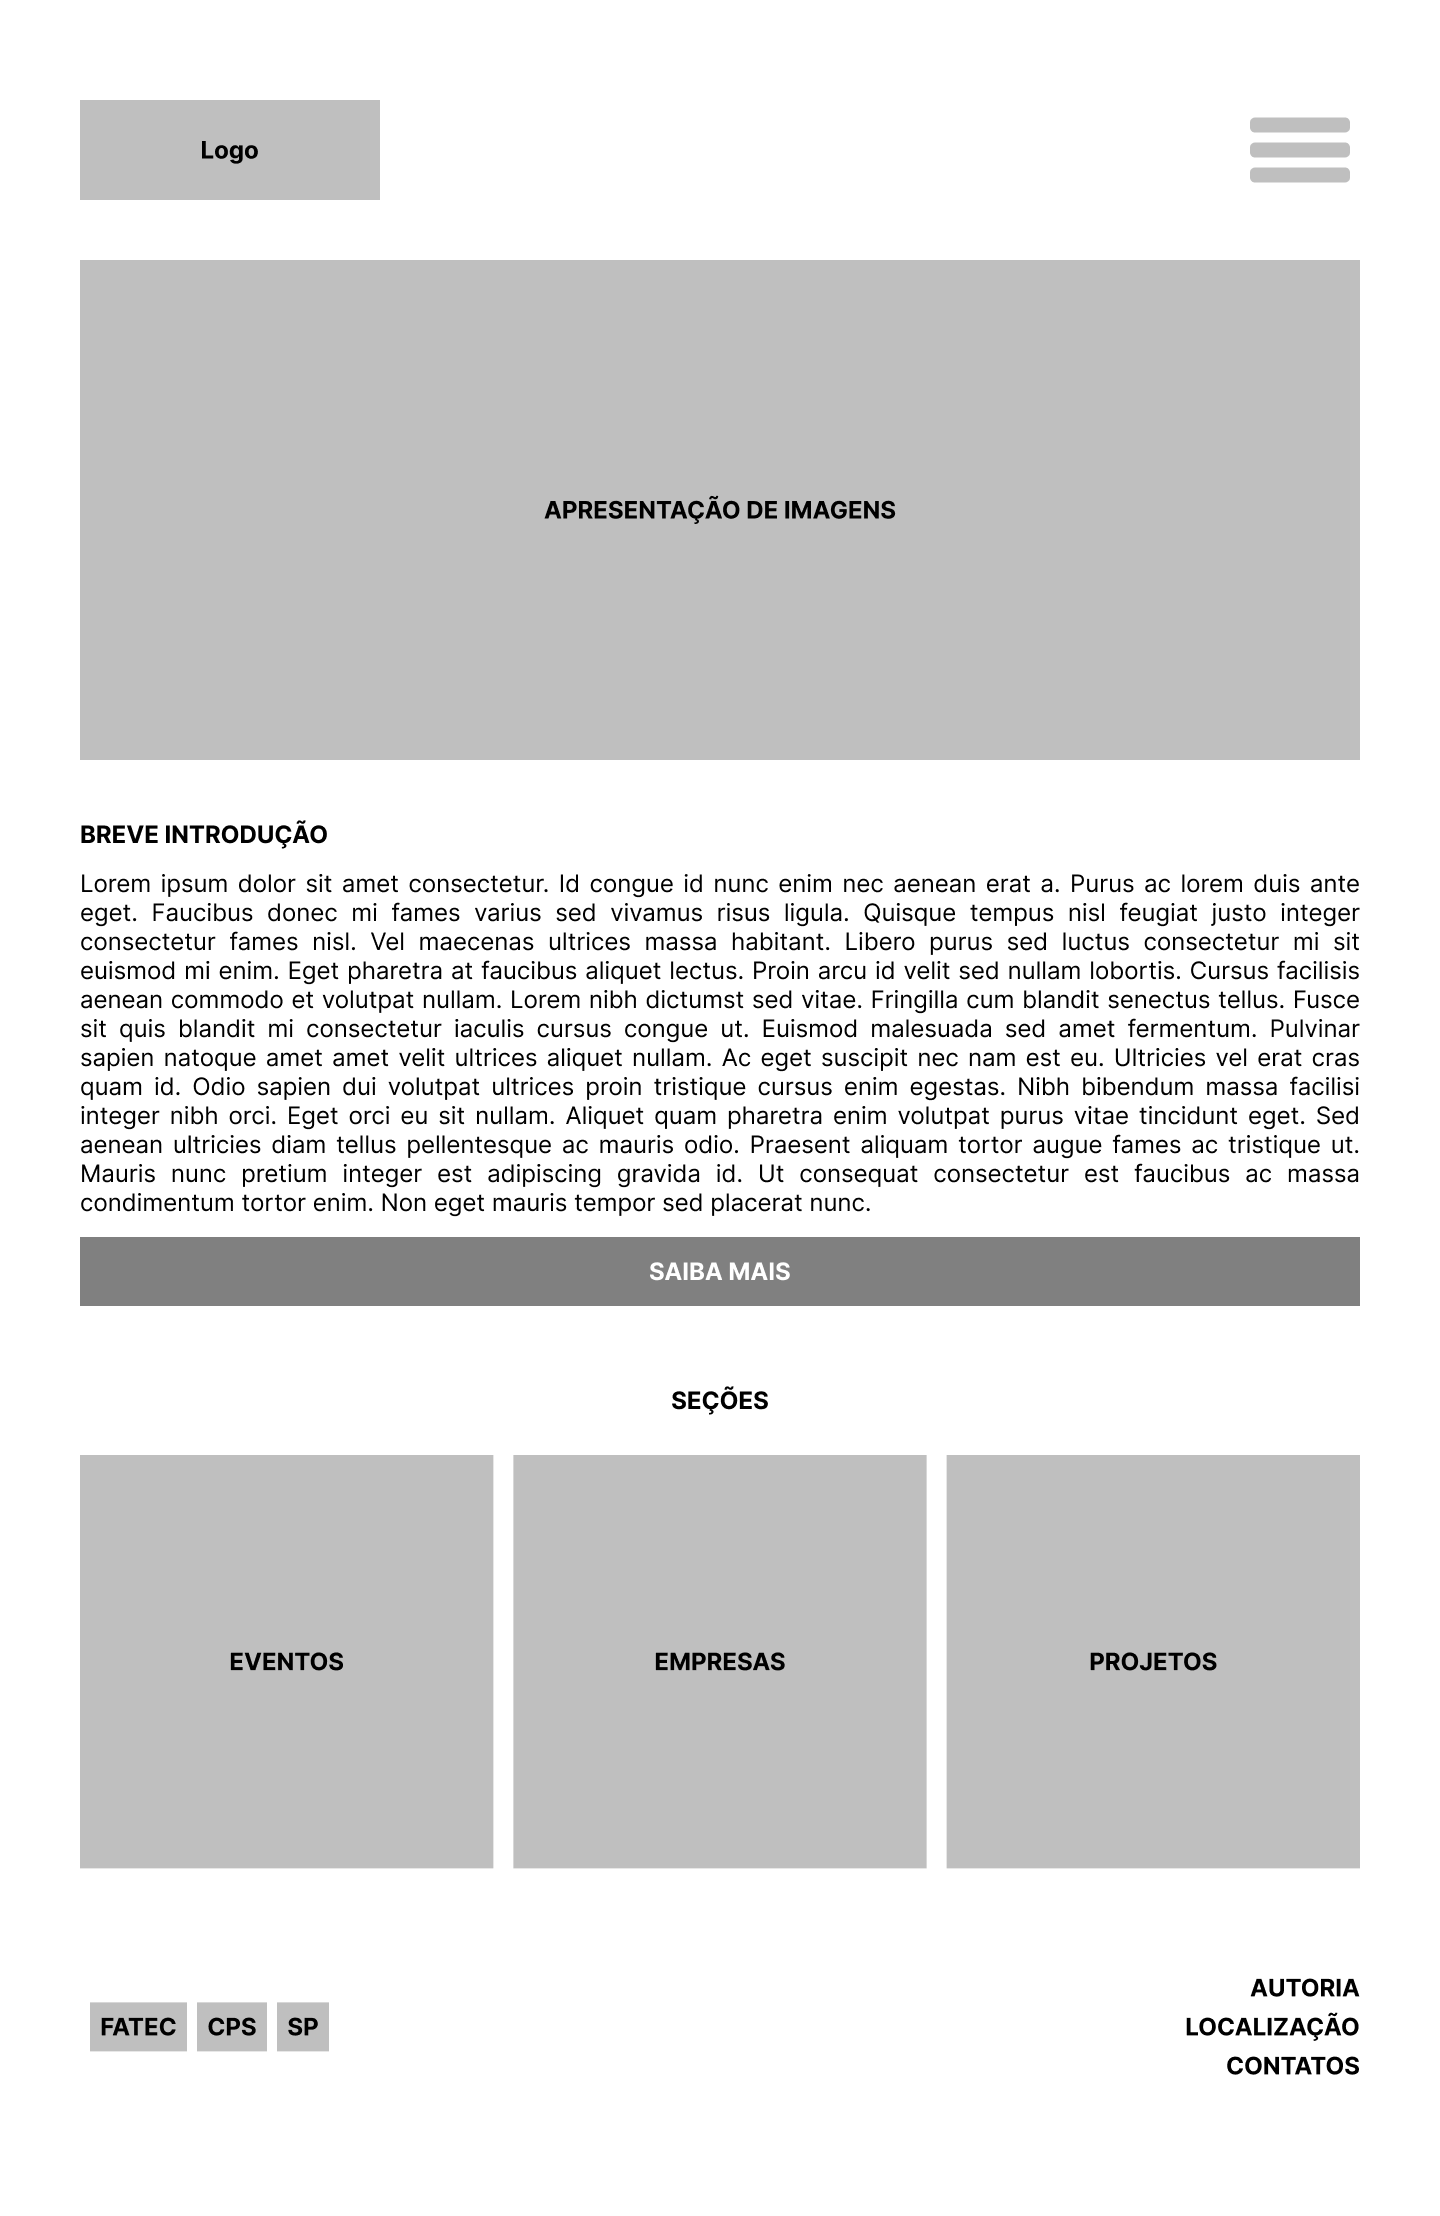 Logo
APRESENTAÇÃO DE IMAGENS
BREVE INTRODUÇÃO
Lorem ipsum dolor sit amet consectetur. Id congue id nunc enim nec aenean erat a. Purus ac lorem duis ante
eget. Faucibus donec mi fames varius sed vivamus risus ligula. Quisque tempus nisl feugiat justo integer
consectetur fames nisl. Vel maecenas ultrices massa habitant. Libero purus sed luctus consectetur mi sit
euismod mi enim. Eget pharetra at faucibus aliquet lectus. Proin arcu id velit sed nullam lobortis. Cursus facilisis
aenean commodo et volutpat nullam. Lorem nibh dictumst sed vitae. Fringilla cum blandit senectus tellus. Fusce
sit quis blandit mi consectetur iaculis cursus congue ut. Euismod malesuada sed amet fermentum. Pulvinar
sapien natoque amet amet velit ultrices aliquet nullam. Ac eget suscipit nec nam est eu. Ultricies vel erat cras
quam id. Odio sapien dui volutpat ultrices proin tristique cursus enim egestas. Nibh bibendum massa facilisi
integer nibh orci. Eget orci eu sit nullam. Aliquet quam pharetra enim volutpat purus vitae tincidunt eget. Sed
aenean ultricies diam tellus pellentesque ac mauris odio. Praesent aliquam tortor augue fames ac tristique ut.
Mauris nunc pretium integer est adipiscing gravida id. Ut consequat consectetur est faucibus ac massa
condimentum tortor enim. Non eget mauris tempor sed placerat nunc.
SAIBA MAIS
SEÇÕES
EVENTOS
EMPRESAS
PROJETOS
FATEC
CPS
SP
AUTORIA
LOCALIZAÇÃO
CONTATOS